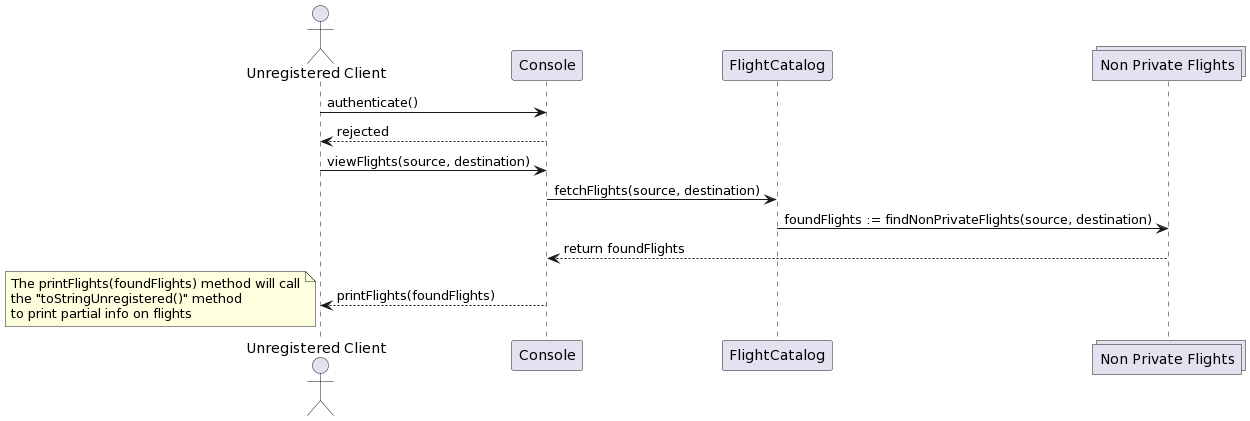 Unregistered Client
Console
FlightCatalog
Non Private Flights
authenticate()
rejected
viewFlights(source, destination)
fetchFlights(source, destination)
foundFlights := findNonPrivateFlights(source, destination)
return foundFlights
The printFlights(foundFlights) method will call
the "toStringUnregistered()" method
to print partial info on flights
printFlights(foundFlights)
Unregistered Client
Console
FlightCatalog
Non Private Flights